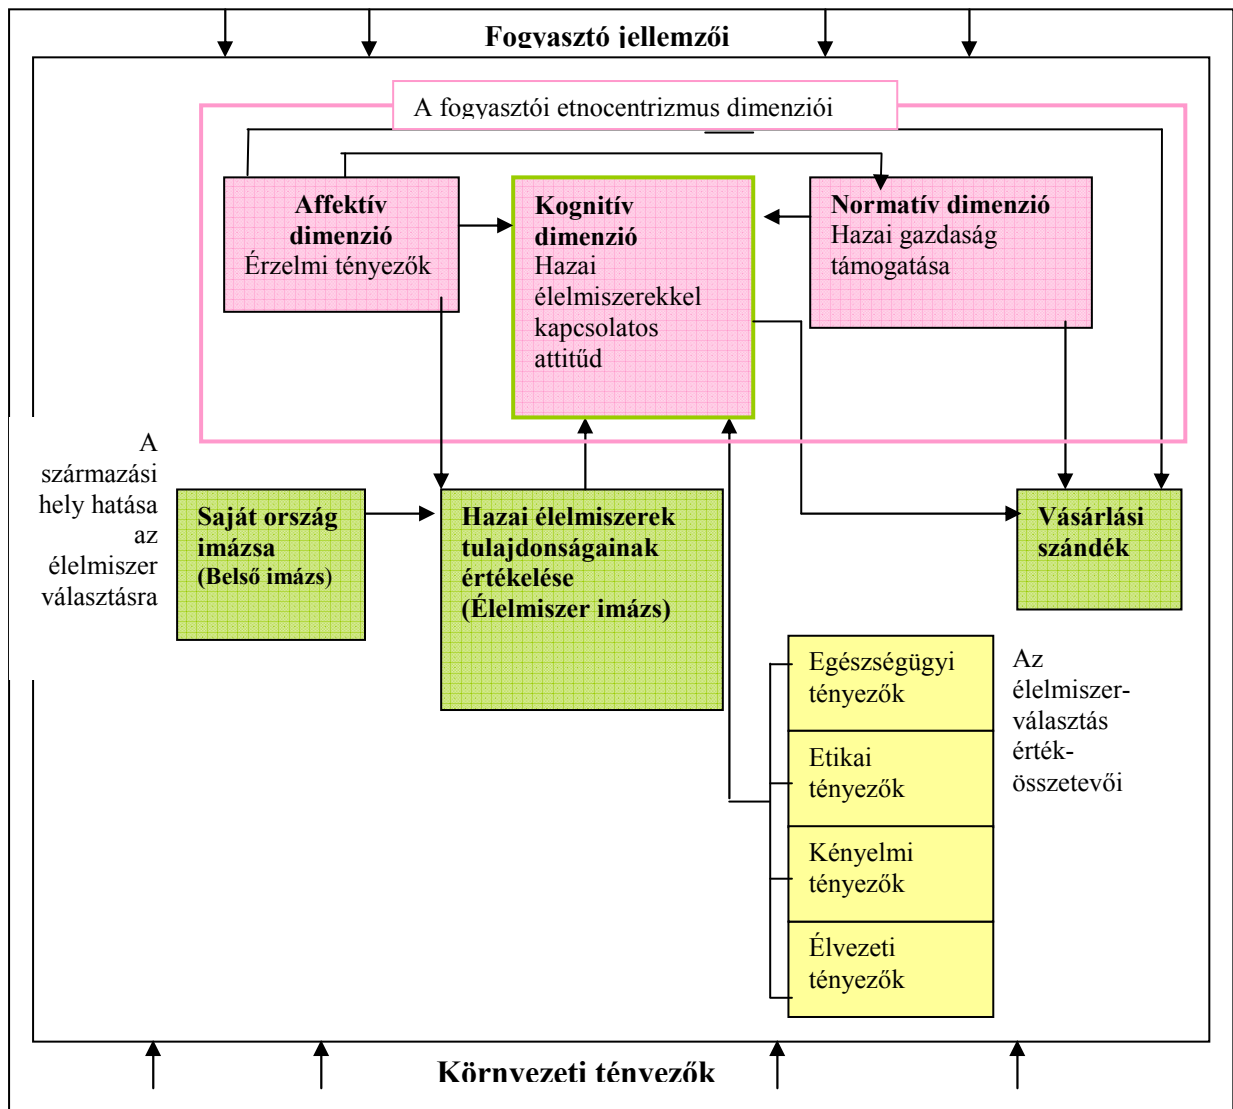 Fogyasztó jellemzői
A fogyasztói etnocentrizmus dimenziói
Affektív
dimenzió
Érzelmi tényezők
Kognitív
dimenzió
Hazai
élelmiszerekkel
kapcsolatos
attitűd
Normatív dimenzió
Hazai gazdaság
támogatása
A
származási
hely hatása
az
élelmiszer
választásra
Saját ország
imázsa
(Belső imázs)
Hazai élelmiszerek
tulajdonságainak
értékelése
(Élelmiszer imázs)
Vásárlási
szándék
Egészségügyi
tényezők
Etikai
tényezők
Kényelmi
tényezők
Élvezeti
tényezők
Az
élelmiszer-
választás
érték-
összetevői
Környezeti tényezők